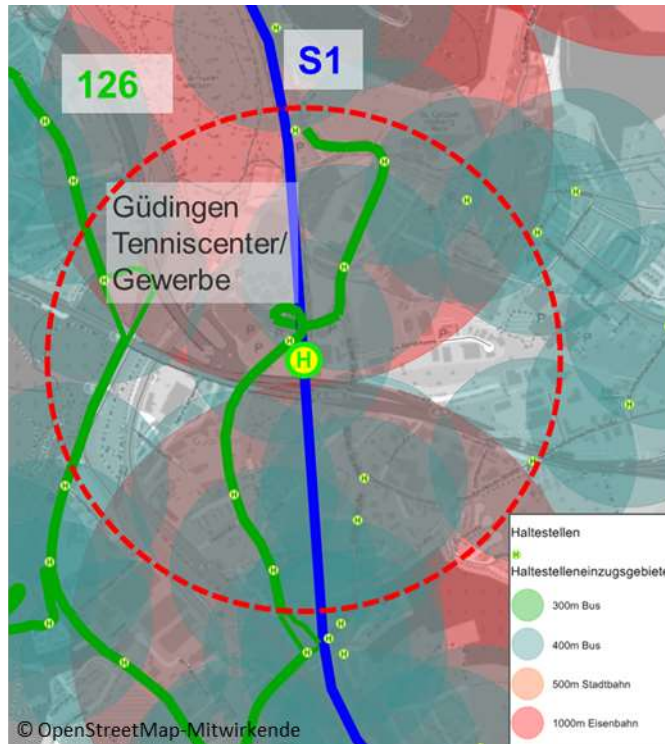 126
S1
Güdingen
Tenniscenter/
Gewerbe
H
Haltestellen
H
Haltestelleneinzugsgebiete
300m Bus
400m Bus
500m Stadtbahn
1000m Eisenbahn
© OpenStreetMap-Mitwirkende